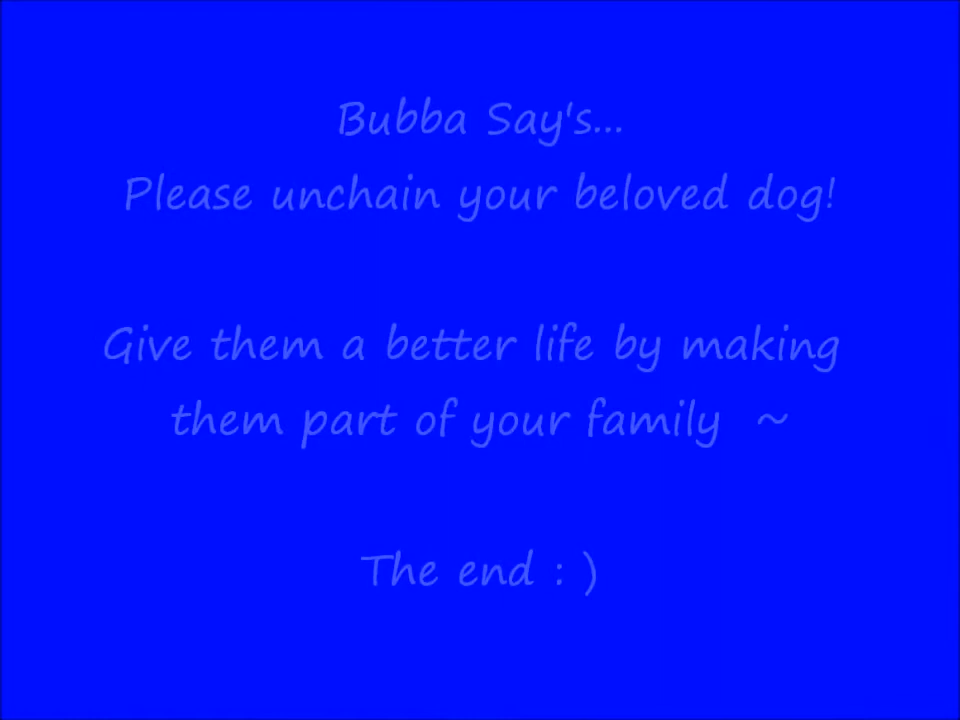 Bubba Say's...
Please unchain your beloved dog!
Give them a better life by making
them part of your family ~
The end : )